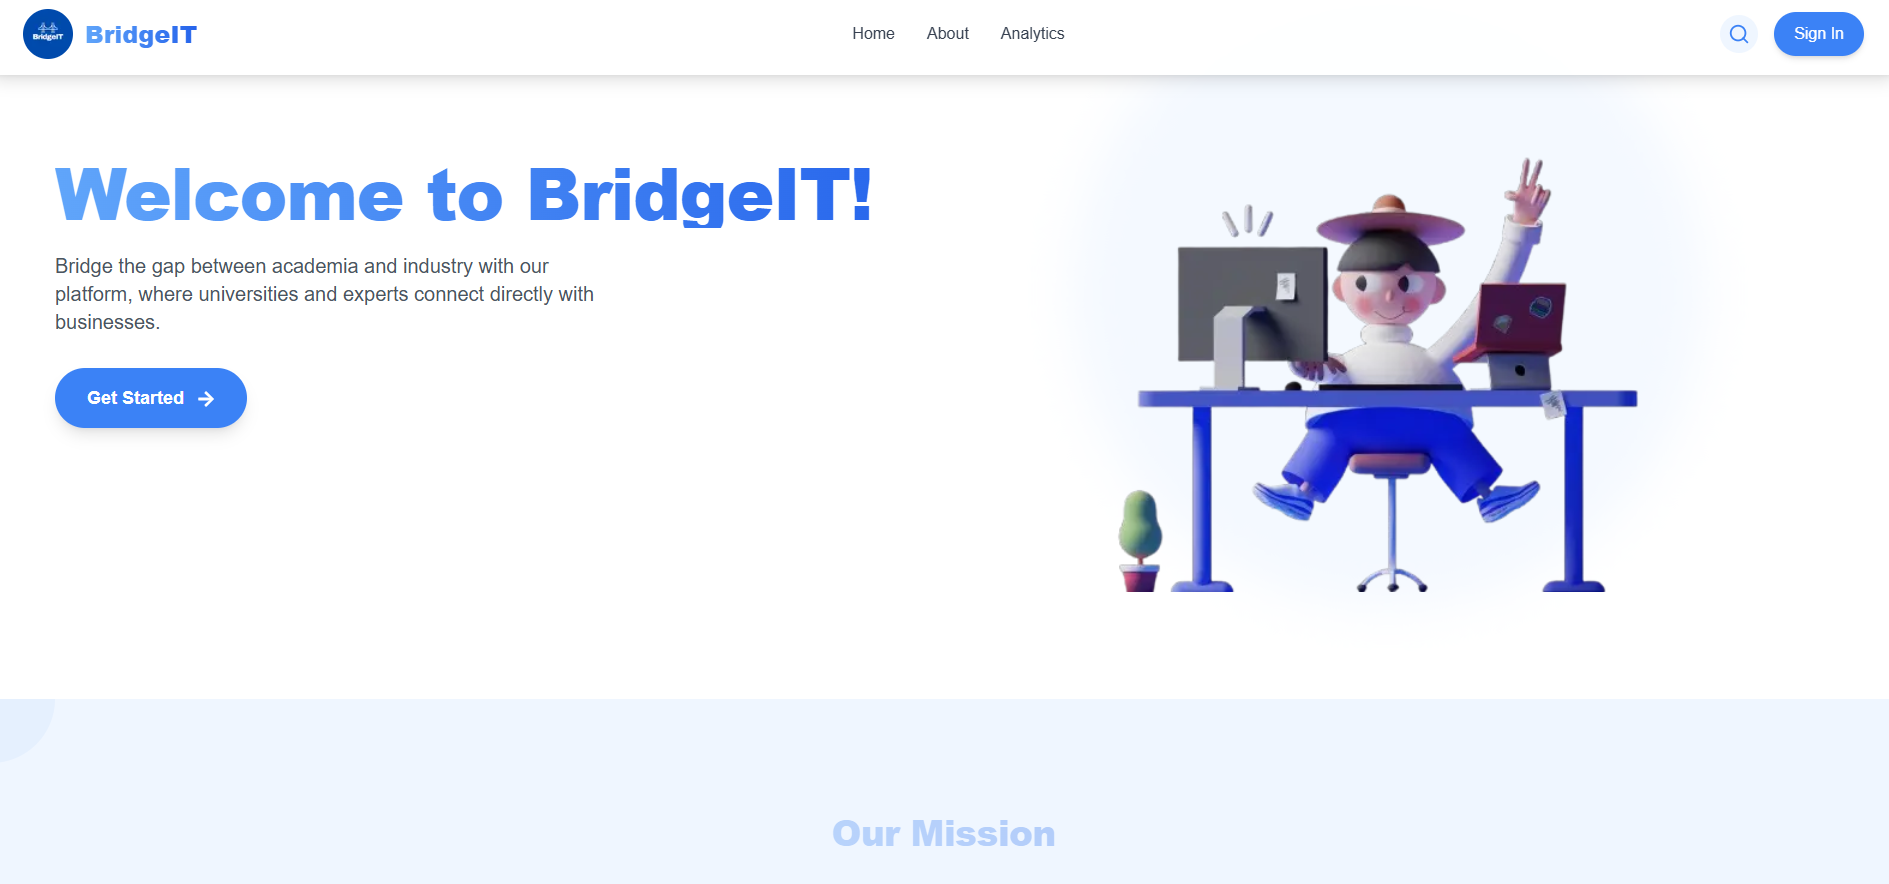 BridgeIT
BridgeIT
Home
About
Analytics
Sign In
Welcome to BridgeIT!
Bridge the gap between academia and industry with our
platform, where universities and experts connect directly with
businesses.
Get Started
Our Mission